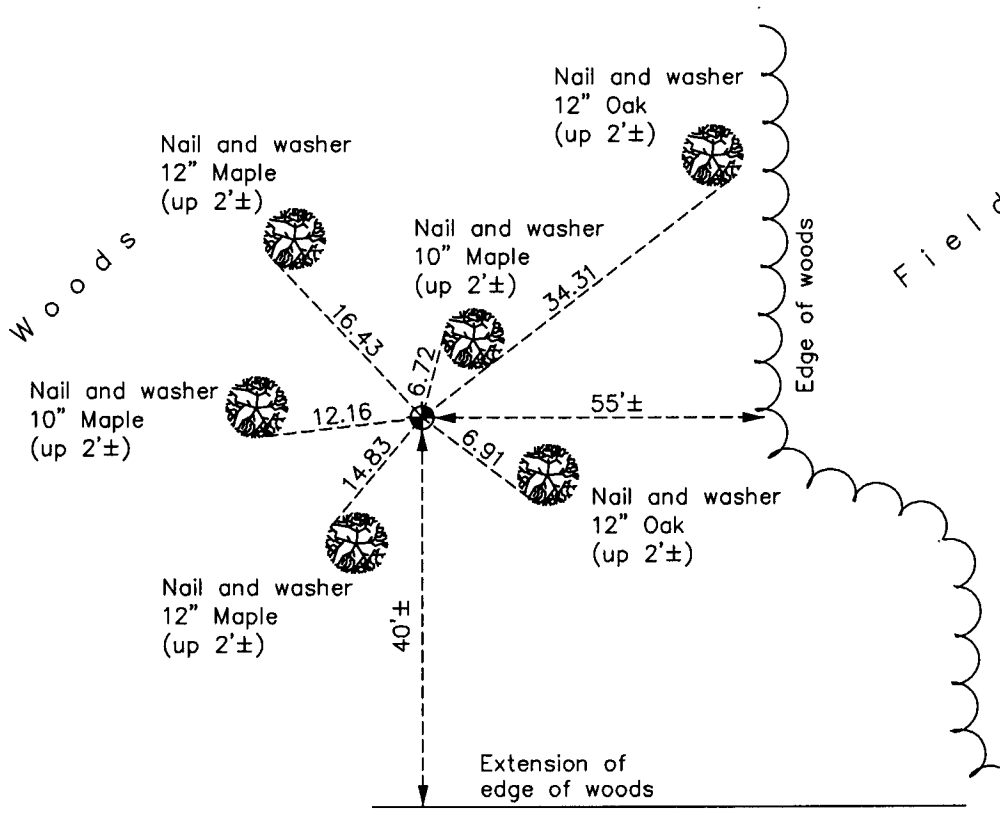 Nail and washer
12" Oak
(up 2'±)
Nail and washer
12" Maple
(up 2'±)
Nail and washer
10" Maple
(up 2'±)
Woods
Field
34.31
16.43
6.72
Edge of woods
Nail and washer
10" Maple
(up 2'±)
12.16
55'±
14.83
6.91
Nail and washer
12" Oak
(up 2'±)
Nail and washer
12" Maple
(up 2'±)
40'±
Extension of
edge of woods